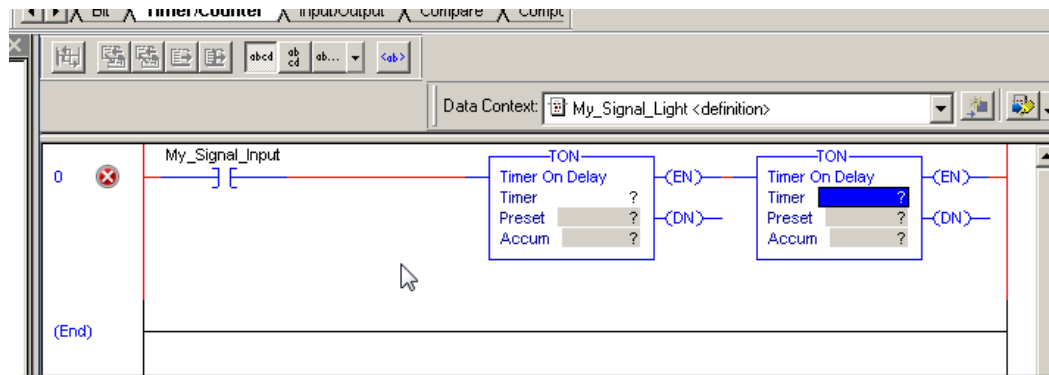 Bit Timer/Counter Input/Output Compare
abcd ab cd ab... <ab>
Data Context: My_Signal_Light <definition>
My_Signal_Input
TON TON
0 Timer On Delay (EN) Timer On Delay (EN)
Timer ? Timer ?
Preset ? (DN) Preset ? (DN)
Accum ? Accum ?
(End)